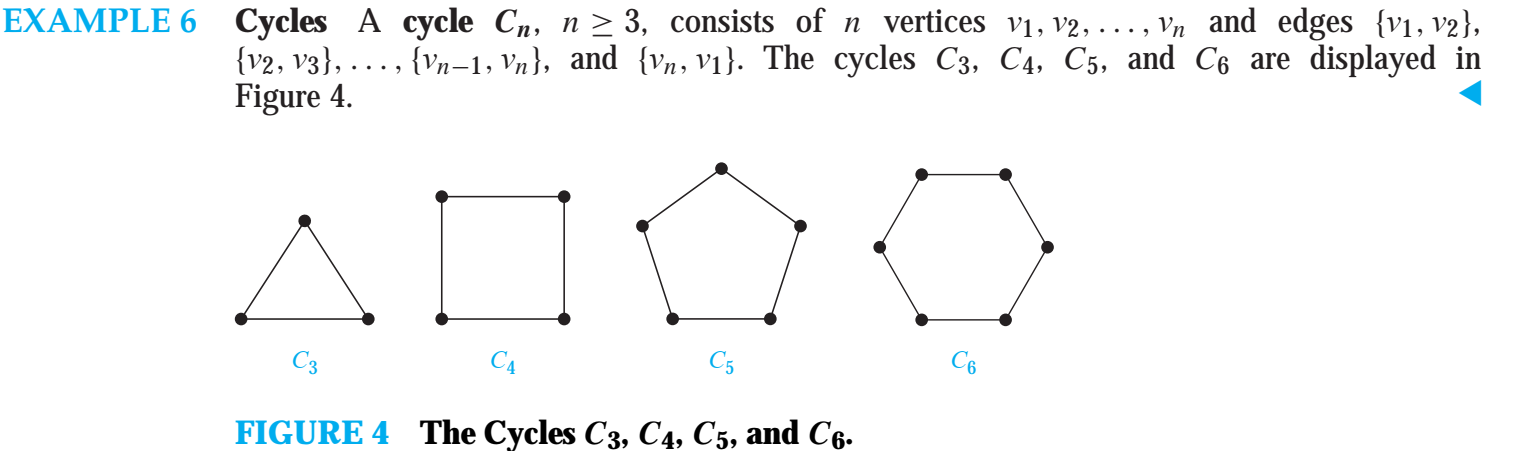 EXAMPLE 6 Cycles A cycle Cₙ, n ≥ 3, consists of n vertices v₁, v₂, . . . , vₙ and edges {v₁, v₂},
{v₂, v₃}, . . . , {vₙ₋₁, vₙ}, and {vₙ, v₁}. The cycles C₃, C₄, C₅, and C₆ are displayed in
Figure 4.
C₃ C₄ C₅ C₆
FIGURE 4 The Cycles C₃, C₄, C₅, and C₆.